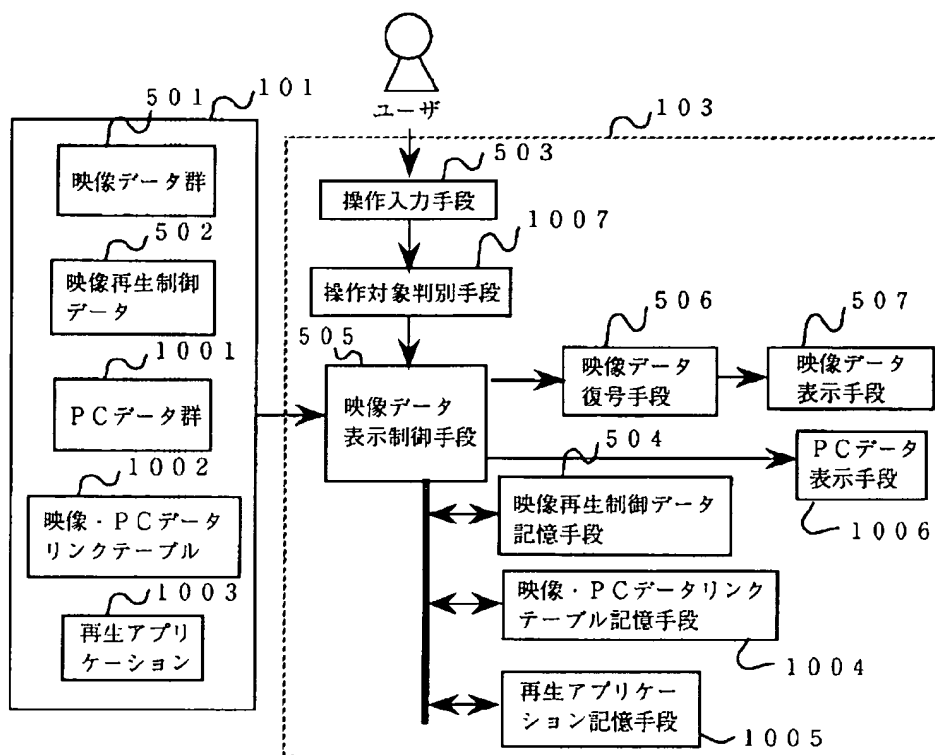 ユーザ
501
101
映像データ群
502
映像再生制御
データ
1001
PCデータ群
1002
映像・PCデータ
リンクテーブル
1003
再生アプリ
ケーション
103
503
操作入力手段
1007
操作対象判別手段
505
映像データ
表示制御手段
506
映像データ
復号手段
507
映像データ
表示手段
504
映像再生制御データ
記憶手段
PCデータ
表示手段
1006
映像・PCデータリンク
テーブル記憶手段
1004
再生アプリケー
ション記憶手段
1005